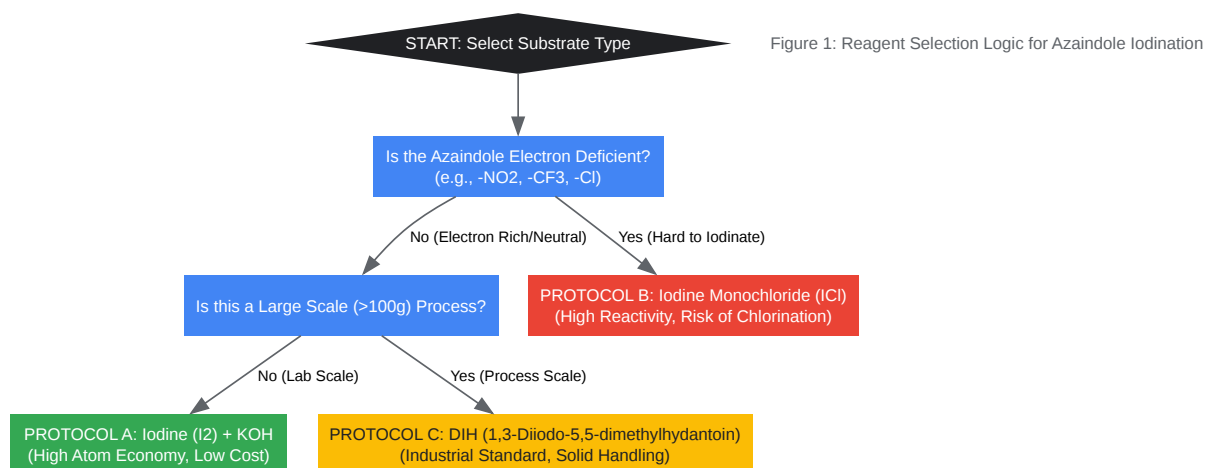 START: Select Substrate Type
Figure 1: Reagent Selection Logic for Azaindole Iodination
Is the Azaindole Electron Deficient?
(e.g., -NO2, -CF3, -Cl)
No (Electron Rich/Neutral)
Yes (Hard to Iodinate)
Is this a Large Scale (>100g) Process?
PROTOCOL B: Iodine Monochloride (ICl)
(High Reactivity, Risk of Chlorination)
No (Lab Scale)
Yes (Process Scale)
PROTOCOL A: Iodine (I2) + KOH
(High Atom Economy, Low Cost)
PROTOCOL C: DIH (1,3-Diiodo-5,5-dimethylhydantoin)
(Industrial Standard, Solid Handling)